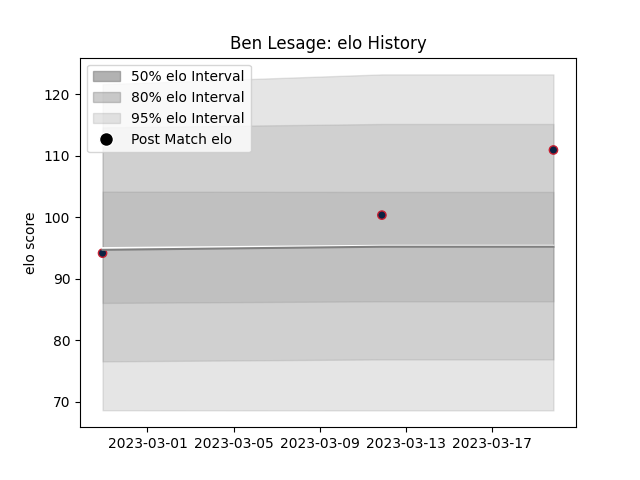 Ben Lesage: elo History
50% elo Interval
80% elo Interval
95% elo Interval
Post Match elo
elo score
120
110
100
90
80
70
2023-03-01 2023-03-05 2023-03-09 2023-03-13 2023-03-17